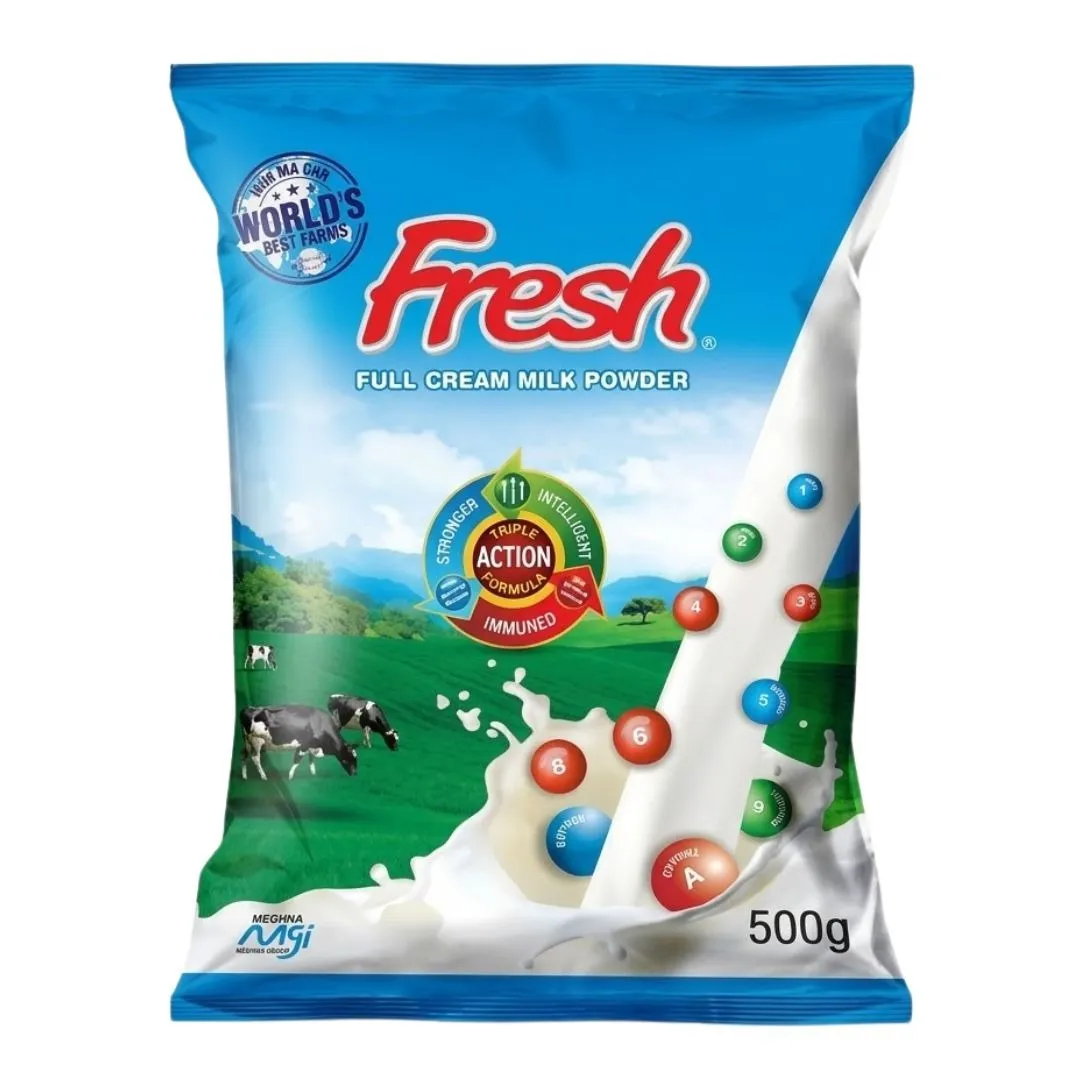 WORLD'S
BEST FARMS
Fresh
®
FULL CREAM MILK POWDER
STRONGER
INTELLIGENT
TRIPLE
ACTION
FORMULA
IMMUNED
1
2
4
3
5
6
8
9
A
MEGHNA
mgi
500g